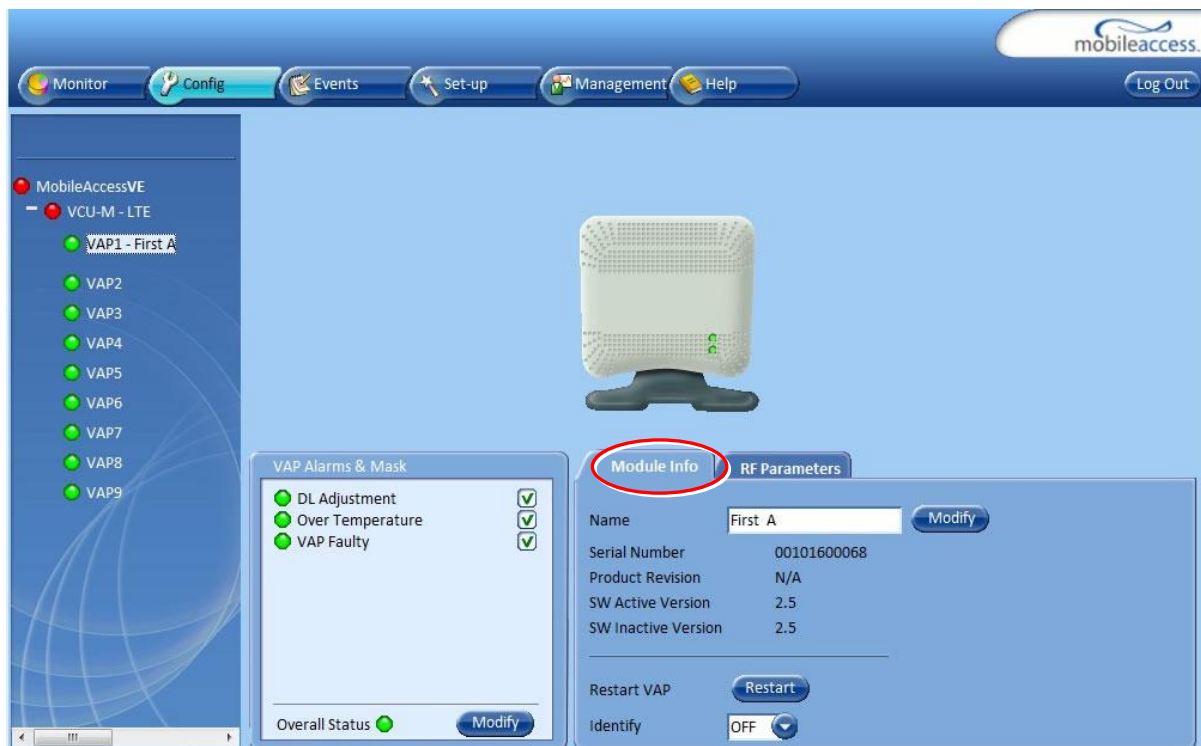 mobileaccess.
Monitor
Config
Events
Set-up
Management
Help
Log Out
MobileAccessVE
VCU-M - LTE
VAP1 - First A
VAP2
VAP3
VAP4
VAP5
VAP6
VAP7
VAP8
VAP9
VAP Alarms & Mask
DL Adjustment
Over Temperature
VAP Faulty
Overall Status
Modify
Module Info
RF Parameters
Name First A Modify
Serial Number 00101600068
Product Revision N/A
SW Active Version 2.5
SW Inactive Version 2.5
Restart VAP Restart
Identify OFF